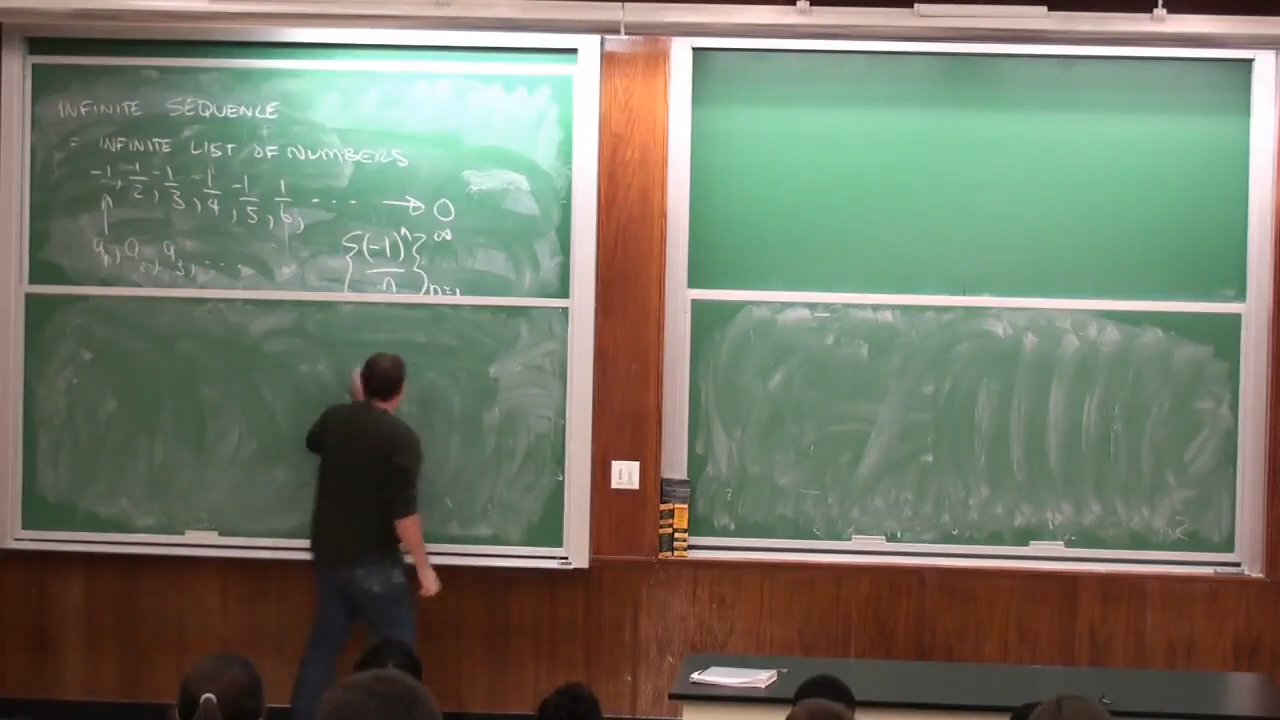 INFINITE SEQUENCE
= INFINITE LIST OF NUMBERS
-1, -1/2, -1/3, -1/4, -1/5, 1/6, ... → 0
a1, a2, a3, ... {(-1)^n/n}^∞ n=1